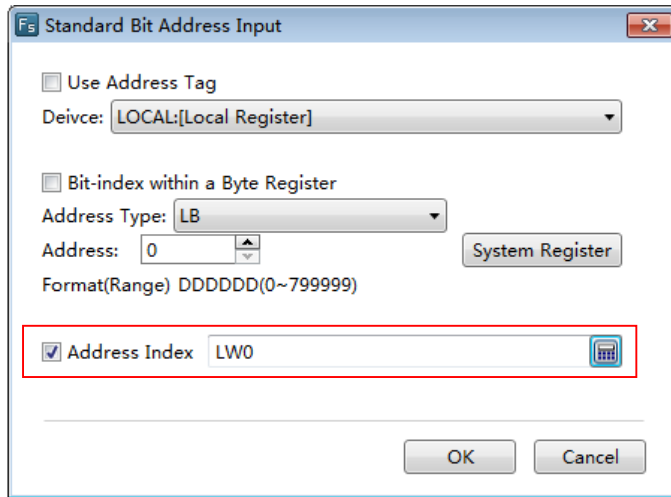 Fs Standard Bit Address Input
Use Address Tag
Deivce: LOCAL:[Local Register]
Bit-index within a Byte Register
Address Type: LB
Address: 0 System Register
Format(Range) DDDDDD(0~799999)
Address Index LW0
OK Cancel